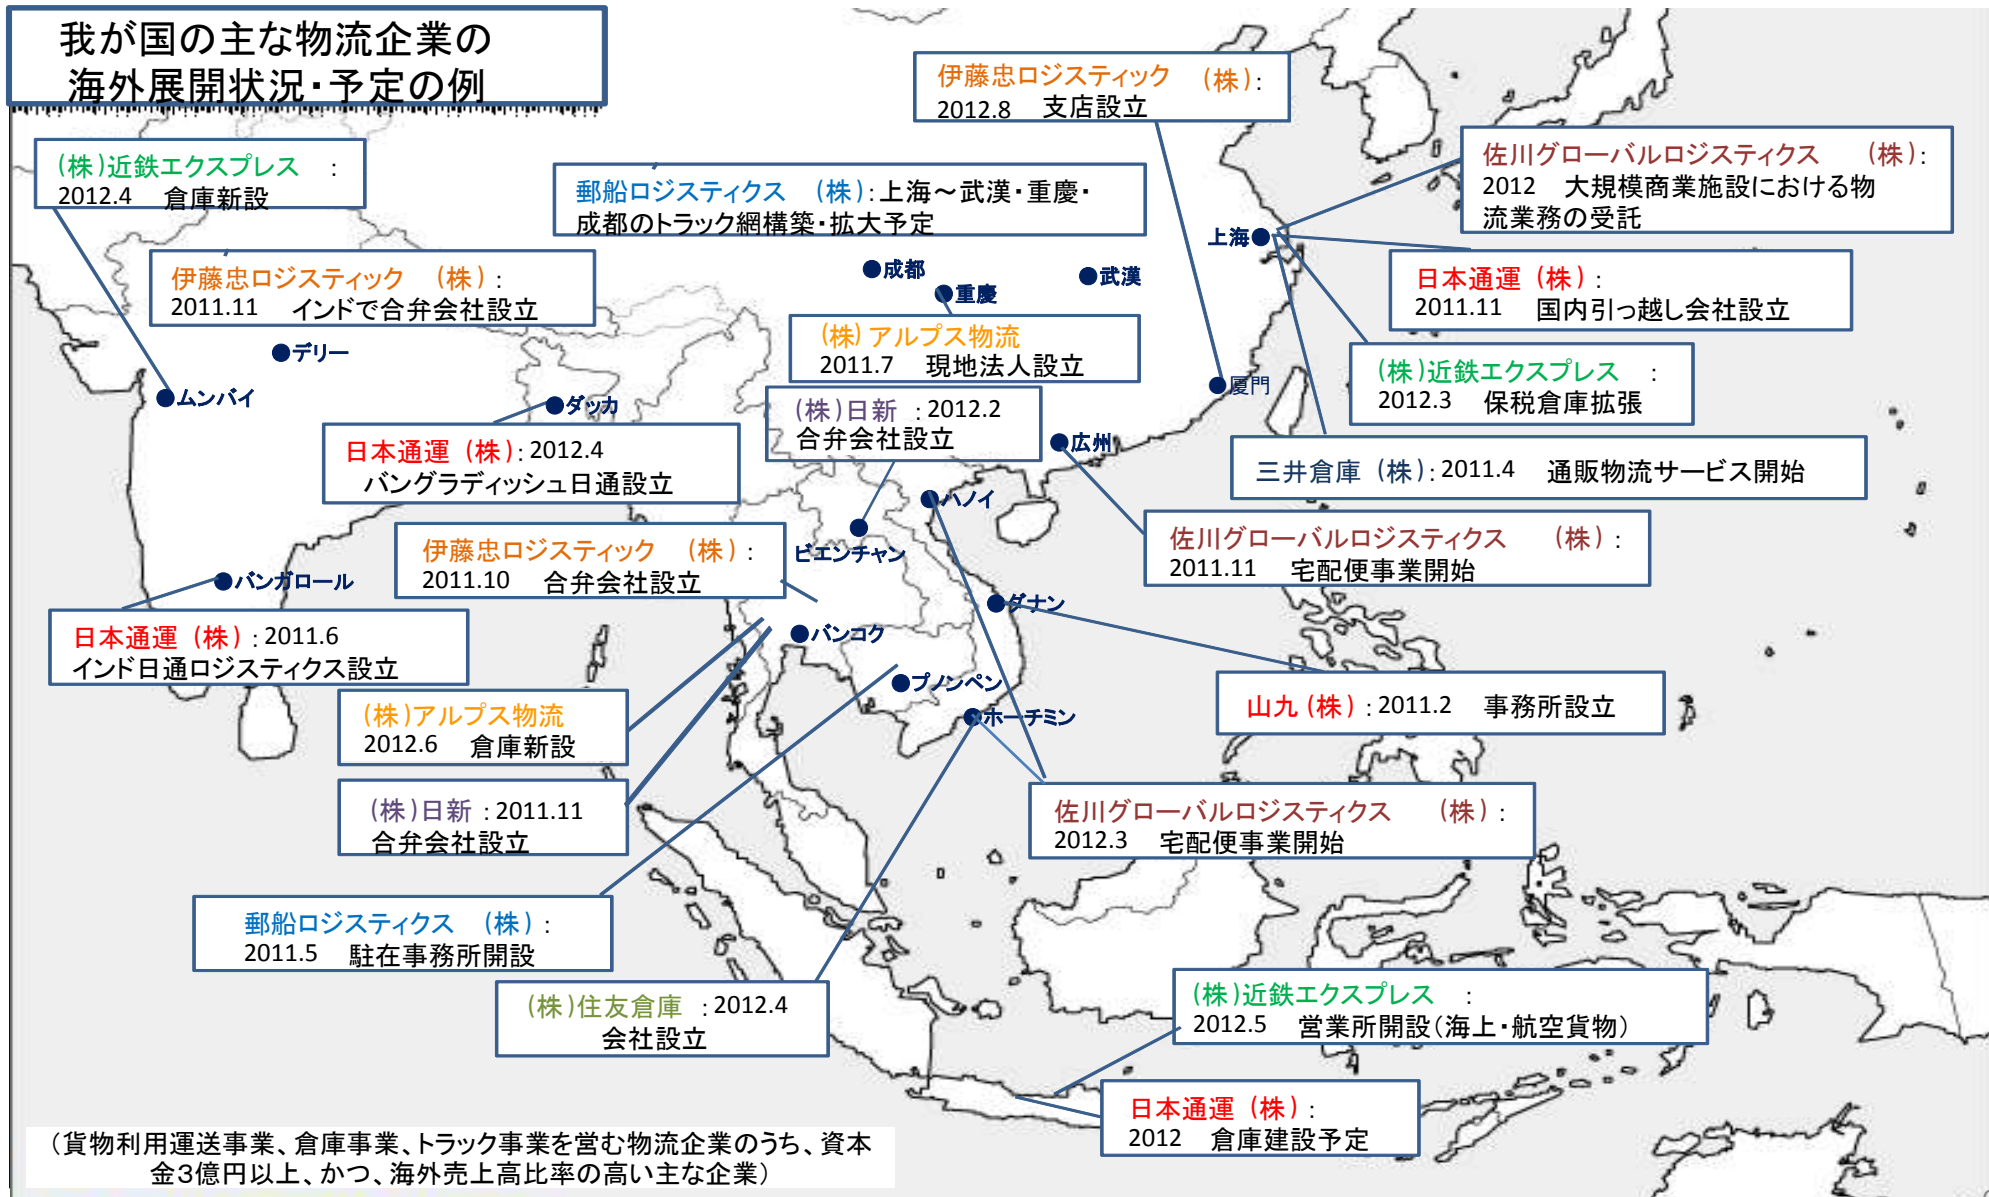 我が国の主な物流企業の
海外展開状況・予定の例
伊藤忠ロジスティック （株）：
2012.8 支店設立
（株）近鉄エクスプレス ：
2012.4 倉庫新設
郵船ロジスティクス （株）：上海～武漢・重慶・
成都のトラック網構築・拡大予定
佐川グローバルロジスティクス （株）：
2012 大規模商業施設における物
流業務の受託
上海
伊藤忠ロジスティック （株）：
2011.11 インドで合弁会社設立
成都
武漢
重慶
日本通運（株）：
2011.11 国内引っ越し会社設立
（株）アルプス物流
2011.7 現地法人設立
デリー
（株）近鉄エクスプレス ：
2012.3 保税倉庫拡張
厦門
ムンバイ
ダッカ
（株）日新 ：2012.2
合弁会社設立
日本通運（株）：2012.4
バングラディッシュ日通設立
広州
三井倉庫（株）：2011.4 通販物流サービス開始
ハノイ
ビエンチャン
佐川グローバルロジスティクス （株）：
2011.11 宅配便事業開始
伊藤忠ロジスティック （株）：
2011.10 合弁会社設立
バンガロール
ダナン
日本通運（株）：2011.6
インド日通ロジスティクス設立
バンコク
プノンペン
山九（株）：2011.2 事務所設立
ホーチミン
（株）アルプス物流
2012.6 倉庫新設
（株）日新 ：2011.11
合弁会社設立
佐川グローバルロジスティクス （株）：
2012.3 宅配便事業開始
郵船ロジスティクス （株）：
2011.5 駐在事務所開設
（株）住友倉庫 ：2012.4
会社設立
（株）近鉄エクスプレス ：
2012.5 営業所開設（海上・航空貨物）
日本通運（株）：
2012 倉庫建設予定
（貨物利用運送事業、倉庫事業、トラック事業を営む物流企業のうち、資本
金3億円以上、かつ、海外売上高比率の高い主な企業）